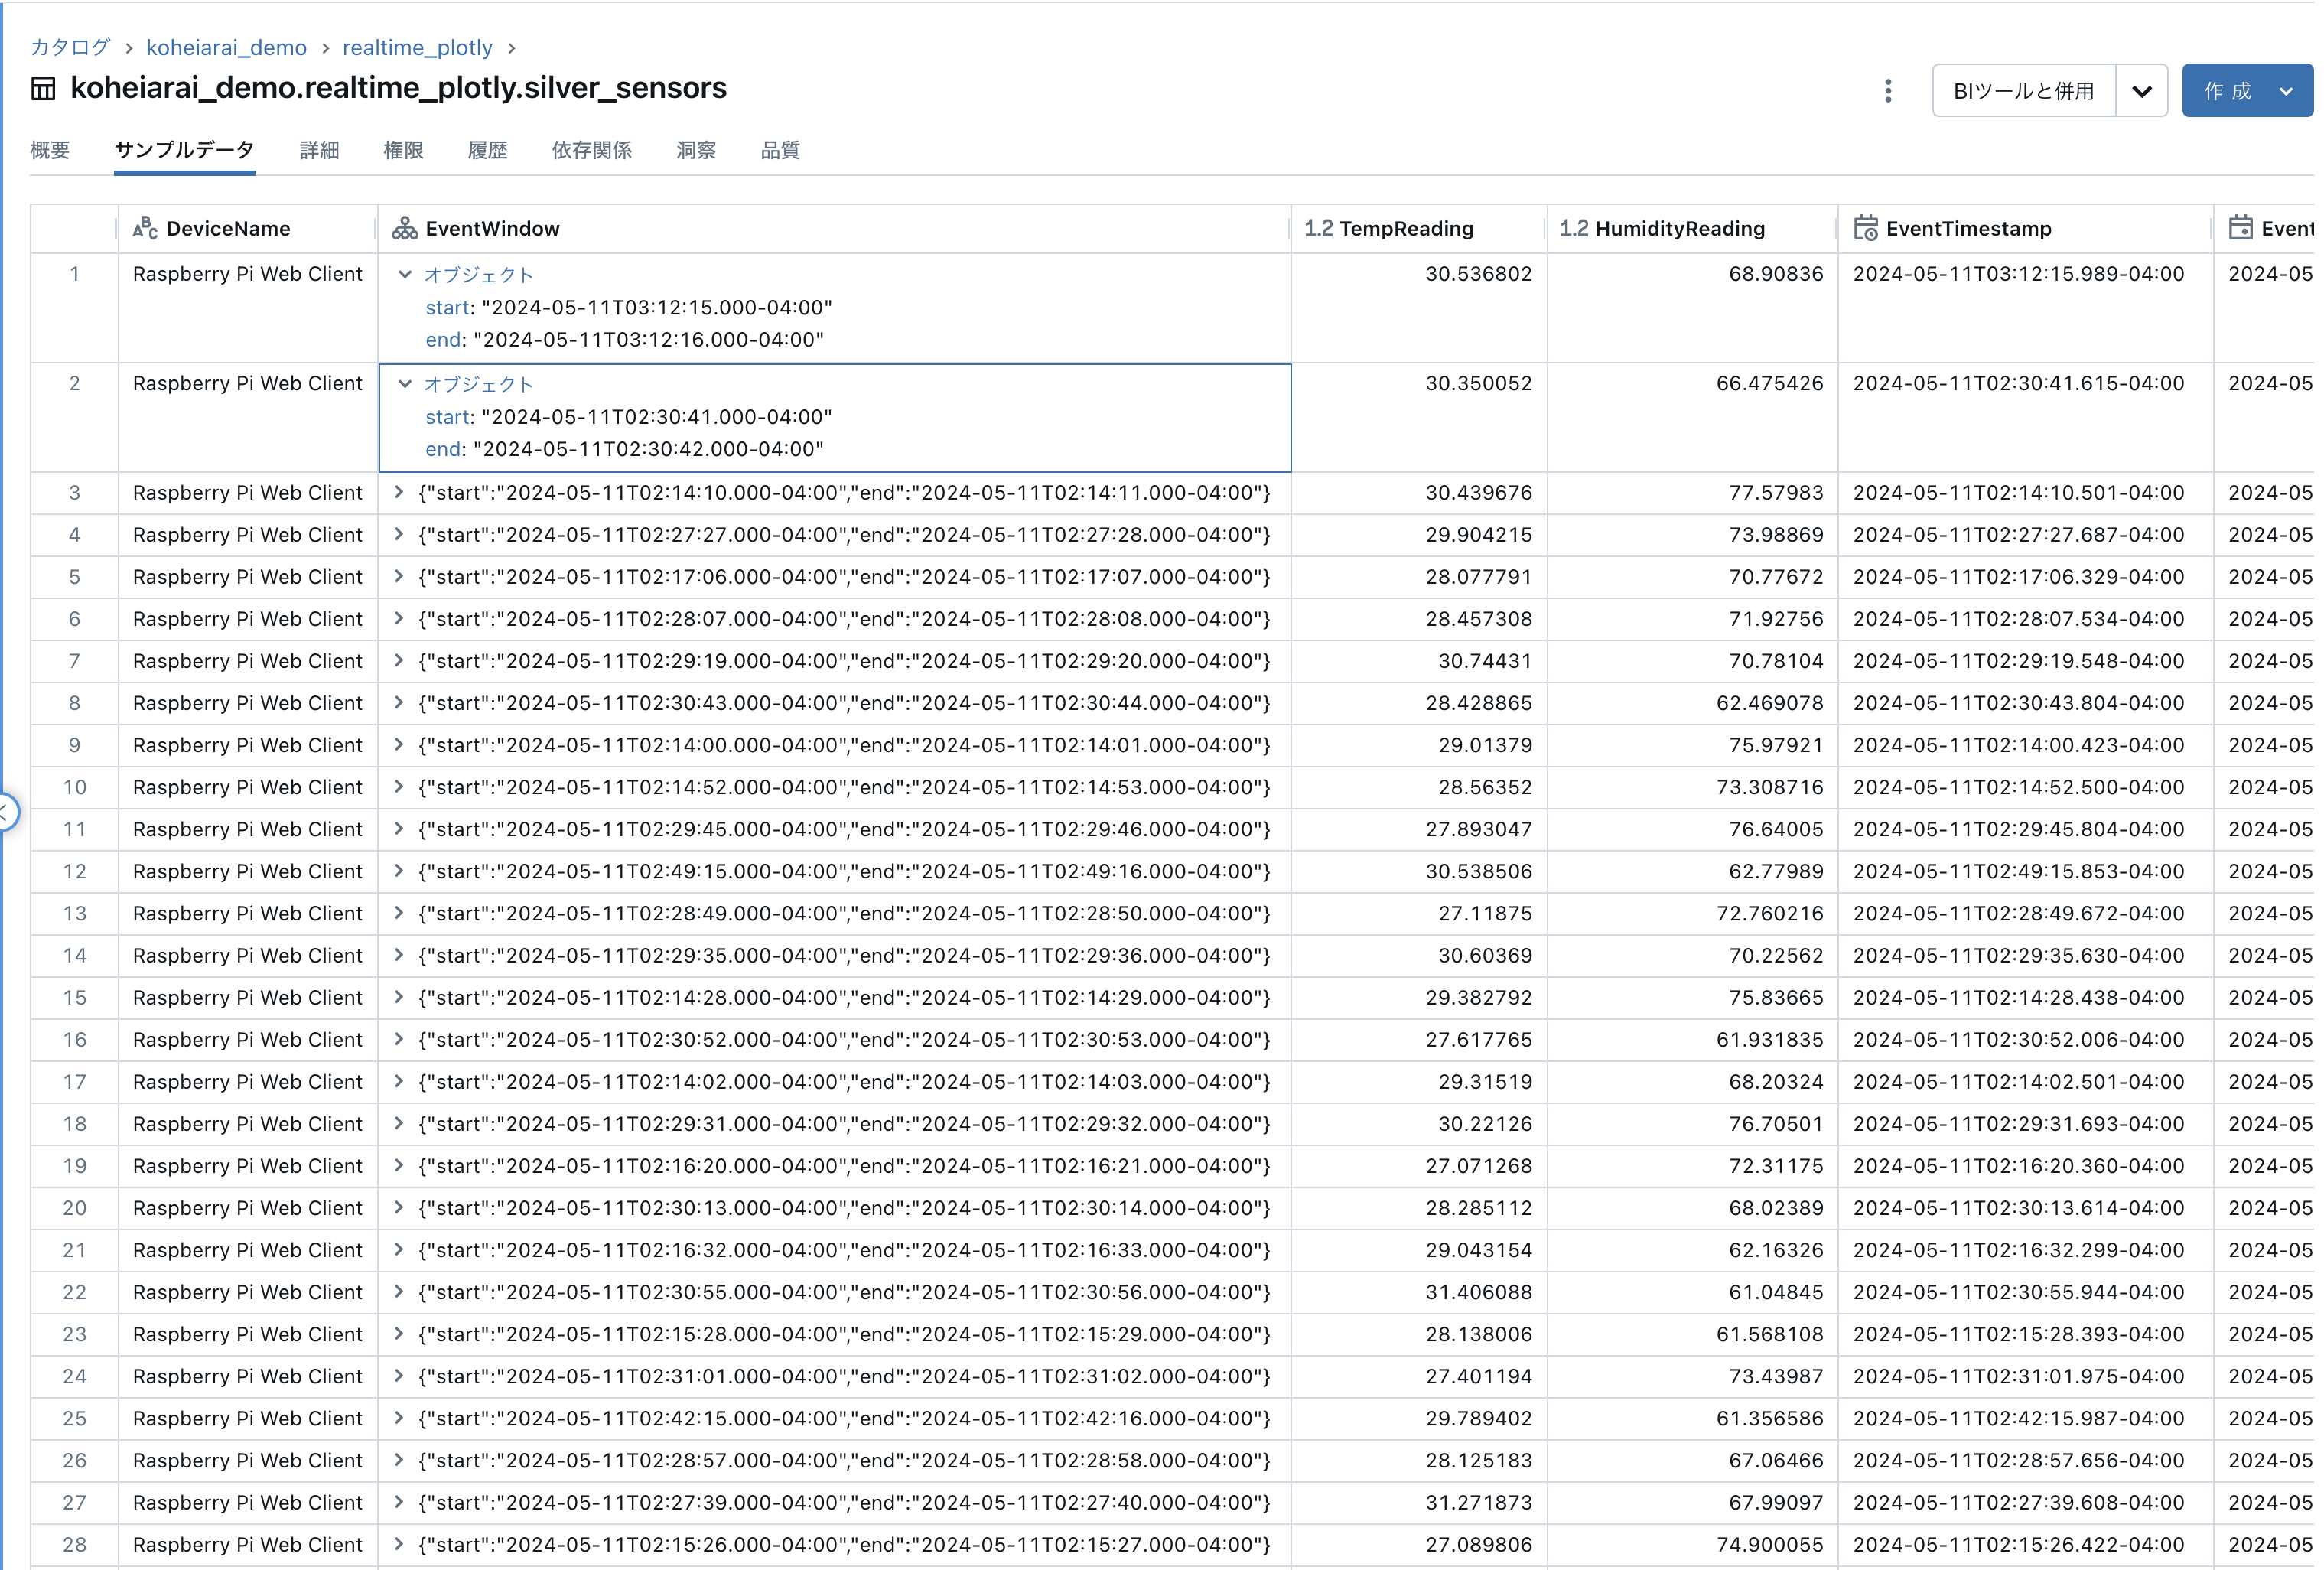 カタログ > koheiarai_demo > realtime_plotly >
koheiarai_demo.realtime_plotly.silver_sensors
BIツールと併用
作成
概要 サンプルデータ 詳細 権限 履歴 依存関係 洞察 品質
DeviceName EventWindow 1.2 TempReading 1.2 HumidityReading EventTimestamp Event
1 Raspberry Pi Web Client オブジェクト 30.536802 68.90836 2024-05-11T03:12:15.989-04:00 2024-05
start: "2024-05-11T03:12:15.000-04:00"
end: "2024-05-11T03:12:16.000-04:00"
2 Raspberry Pi Web Client オブジェクト 30.350052 66.475426 2024-05-11T02:30:41.615-04:00 2024-05
start: "2024-05-11T02:30:41.000-04:00"
end: "2024-05-11T02:30:42.000-04:00"
3 Raspberry Pi Web Client {"start":"2024-05-11T02:14:10.000-04:00","end":"2024-05-11T02:14:11.000-04:00"} 30.439676 77.57983 2024-05-11T02:14:10.501-04:00 2024-05
4 Raspberry Pi Web Client {"start":"2024-05-11T02:27:27.000-04:00","end":"2024-05-11T02:27:28.000-04:00"} 29.904215 73.98869 2024-05-11T02:27:27.687-04:00 2024-05
5 Raspberry Pi Web Client {"start":"2024-05-11T02:17:06.000-04:00","end":"2024-05-11T02:17:07.000-04:00"} 28.077791 70.77672 2024-05-11T02:17:06.329-04:00 2024-05
6 Raspberry Pi Web Client {"start":"2024-05-11T02:28:07.000-04:00","end":"2024-05-11T02:28:08.000-04:00"} 28.457308 71.92756 2024-05-11T02:28:07.534-04:00 2024-05
7 Raspberry Pi Web Client {"start":"2024-05-11T02:29:19.000-04:00","end":"2024-05-11T02:29:20.000-04:00"} 30.74431 70.78104 2024-05-11T02:29:19.548-04:00 2024-05
8 Raspberry Pi Web Client {"start":"2024-05-11T02:30:43.000-04:00","end":"2024-05-11T02:30:44.000-04:00"} 28.428865 62.469078 2024-05-11T02:30:43.804-04:00 2024-05
9 Raspberry Pi Web Client {"start":"2024-05-11T02:14:00.000-04:00","end":"2024-05-11T02:14:01.000-04:00"} 29.01379 75.97921 2024-05-11T02:14:00.423-04:00 2024-05
10 Raspberry Pi Web Client {"start":"2024-05-11T02:14:52.000-04:00","end":"2024-05-11T02:14:53.000-04:00"} 28.56352 73.308716 2024-05-11T02:14:52.500-04:00 2024-05
11 Raspberry Pi Web Client {"start":"2024-05-11T02:29:45.000-04:00","end":"2024-05-11T02:29:46.000-04:00"} 27.893047 76.64005 2024-05-11T02:29:45.804-04:00 2024-05
12 Raspberry Pi Web Client {"start":"2024-05-11T02:49:15.000-04:00","end":"2024-05-11T02:49:16.000-04:00"} 30.538506 62.77989 2024-05-11T02:49:15.853-04:00 2024-05
13 Raspberry Pi Web Client {"start":"2024-05-11T02:28:49.000-04:00","end":"2024-05-11T02:28:50.000-04:00"} 27.11875 72.760216 2024-05-11T02:28:49.672-04:00 2024-05
14 Raspberry Pi Web Client {"start":"2024-05-11T02:29:35.000-04:00","end":"2024-05-11T02:29:36.000-04:00"} 30.60369 70.22562 2024-05-11T02:29:35.630-04:00 2024-05
15 Raspberry Pi Web Client {"start":"2024-05-11T02:14:28.000-04:00","end":"2024-05-11T02:14:29.000-04:00"} 29.382792 75.83665 2024-05-11T02:14:28.438-04:00 2024-05
16 Raspberry Pi Web Client {"start":"2024-05-11T02:30:52.000-04:00","end":"2024-05-11T02:30:53.000-04:00"} 27.617765 61.931835 2024-05-11T02:30:52.006-04:00 2024-05
17 Raspberry Pi Web Client {"start":"2024-05-11T02:14:02.000-04:00","end":"2024-05-11T02:14:03.000-04:00"} 29.31519 68.20324 2024-05-11T02:14:02.501-04:00 2024-05
18 Raspberry Pi Web Client {"start":"2024-05-11T02:29:31.000-04:00","end":"2024-05-11T02:29:32.000-04:00"} 30.22126 76.70501 2024-05-11T02:29:31.693-04:00 2024-05
19 Raspberry Pi Web Client {"start":"2024-05-11T02:16:20.000-04:00","end":"2024-05-11T02:16:21.000-04:00"} 27.071268 72.31175 2024-05-11T02:16:20.360-04:00 2024-05
20 Raspberry Pi Web Client {"start":"2024-05-11T02:30:13.000-04:00","end":"2024-05-11T02:30:14.000-04:00"} 28.285112 68.02389 2024-05-11T02:30:13.614-04:00 2024-05
21 Raspberry Pi Web Client {"start":"2024-05-11T02:16:32.000-04:00","end":"2024-05-11T02:16:33.000-04:00"} 29.043154 62.16326 2024-05-11T02:16:32.299-04:00 2024-05
22 Raspberry Pi Web Client {"start":"2024-05-11T02:30:55.000-04:00","end":"2024-05-11T02:30:56.000-04:00"} 31.406088 61.04845 2024-05-11T02:30:55.944-04:00 2024-05
23 Raspberry Pi Web Client {"start":"2024-05-11T02:15:28.000-04:00","end":"2024-05-11T02:15:29.000-04:00"} 28.138006 61.568108 2024-05-11T02:15:28.393-04:00 2024-05
24 Raspberry Pi Web Client {"start":"2024-05-11T02:31:01.000-04:00","end":"2024-05-11T02:31:02.000-04:00"} 27.401194 73.43987 2024-05-11T02:31:01.975-04:00 2024-05
25 Raspberry Pi Web Client {"start":"2024-05-11T02:42:15.000-04:00","end":"2024-05-11T02:42:16.000-04:00"} 29.789402 61.356586 2024-05-11T02:42:15.987-04:00 2024-05
26 Raspberry Pi Web Client {"start":"2024-05-11T02:28:57.000-04:00","end":"2024-05-11T02:28:58.000-04:00"} 28.125183 67.06466 2024-05-11T02:28:57.656-04:00 2024-05
27 Raspberry Pi Web Client {"start":"2024-05-11T02:27:39.000-04:00","end":"2024-05-11T02:27:40.000-04:00"} 31.271873 67.99097 2024-05-11T02:27:39.608-04:00 2024-05
28 Raspberry Pi Web Client {"start":"2024-05-11T02:15:26.000-04:00","end":"2024-05-11T02:15:27.000-04:00"} 27.089806 74.900055 2024-05-11T02:15:26.422-04:00 2024-05